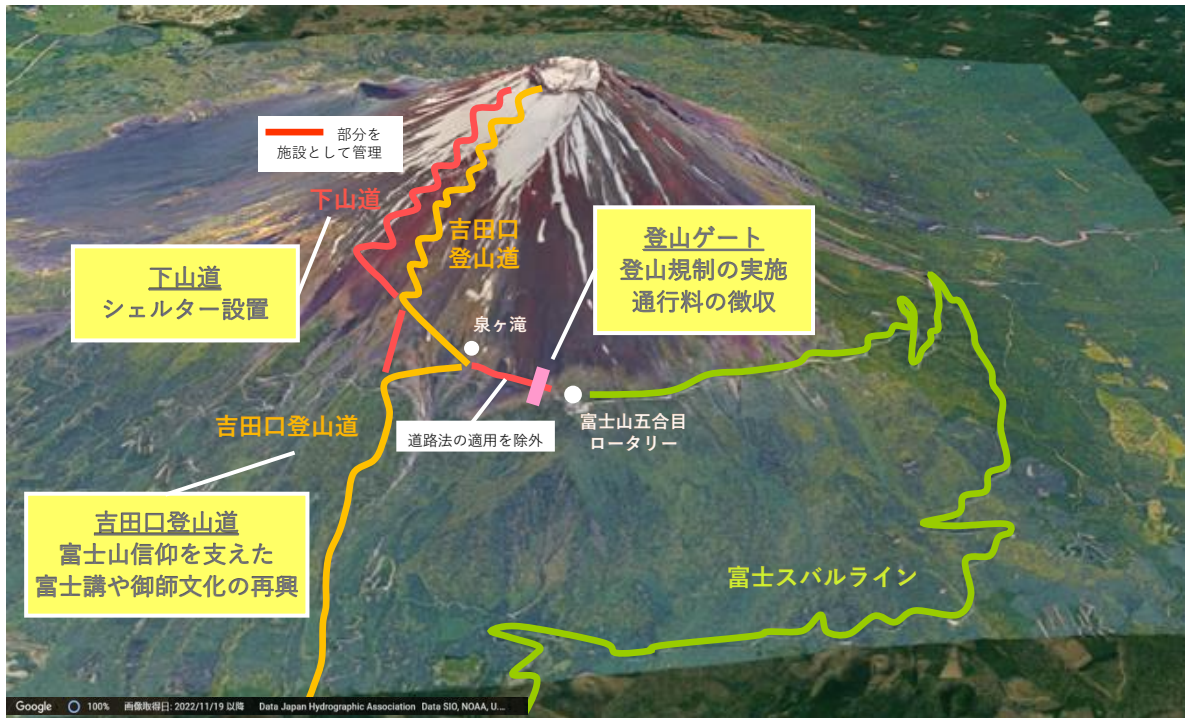 部分を
施設として管理
下山道
下山道
シェルター設置
吉田口
登山道
登山ゲート
登山規制の実施
通行料の徴収
泉ヶ滝
富士山五合目
ロータリー
道路法の適用を除外
吉田口登山道
吉田口登山道
富士山信仰を支えた
富士講や御師文化の再興
富士スバルライン
Google 100% 画像取得日: 2022/11/19 以降 Data Japan Hydrographic Association Data SIO, NOAA, U....